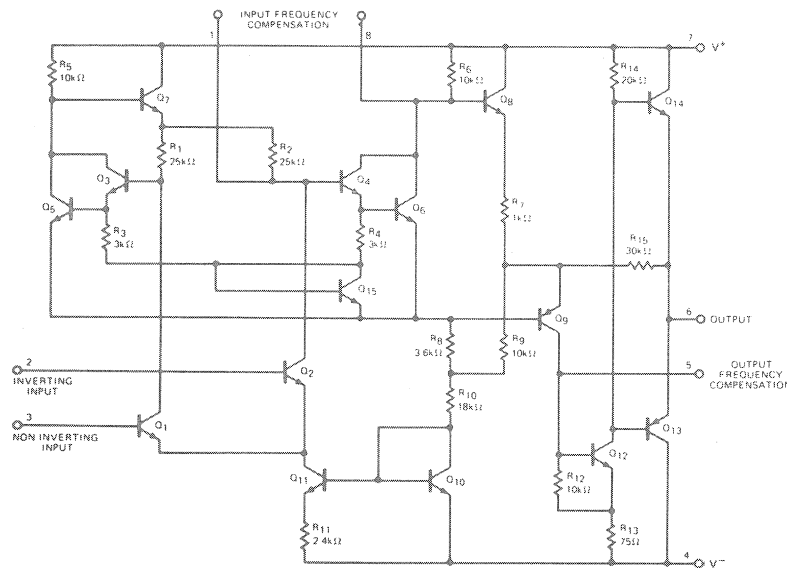 INPUT FREQUENCY
COMPENSATION
1
8
7
V+
R5
10kΩ
Q7
R6
10kΩ
Q8
R14
20kΩ
Q14
R1
25kΩ
R2
25kΩ
Q3
Q4
Q5
Q6
R3
3kΩ
R4
3kΩ
R7
1kΩ
R15
30kΩ
Q15
Q9
6
OUTPUT
R8
3.6kΩ
R9
10kΩ
5
OUTPUT
FREQUENCY
COMPENSATION
2
INVERTING
INPUT
Q2
R10
18kΩ
3
NON INVERTING
INPUT
Q1
Q13
Q12
Q11
Q10
R12
10kΩ
R11
2.4kΩ
R13
75Ω
4
V−